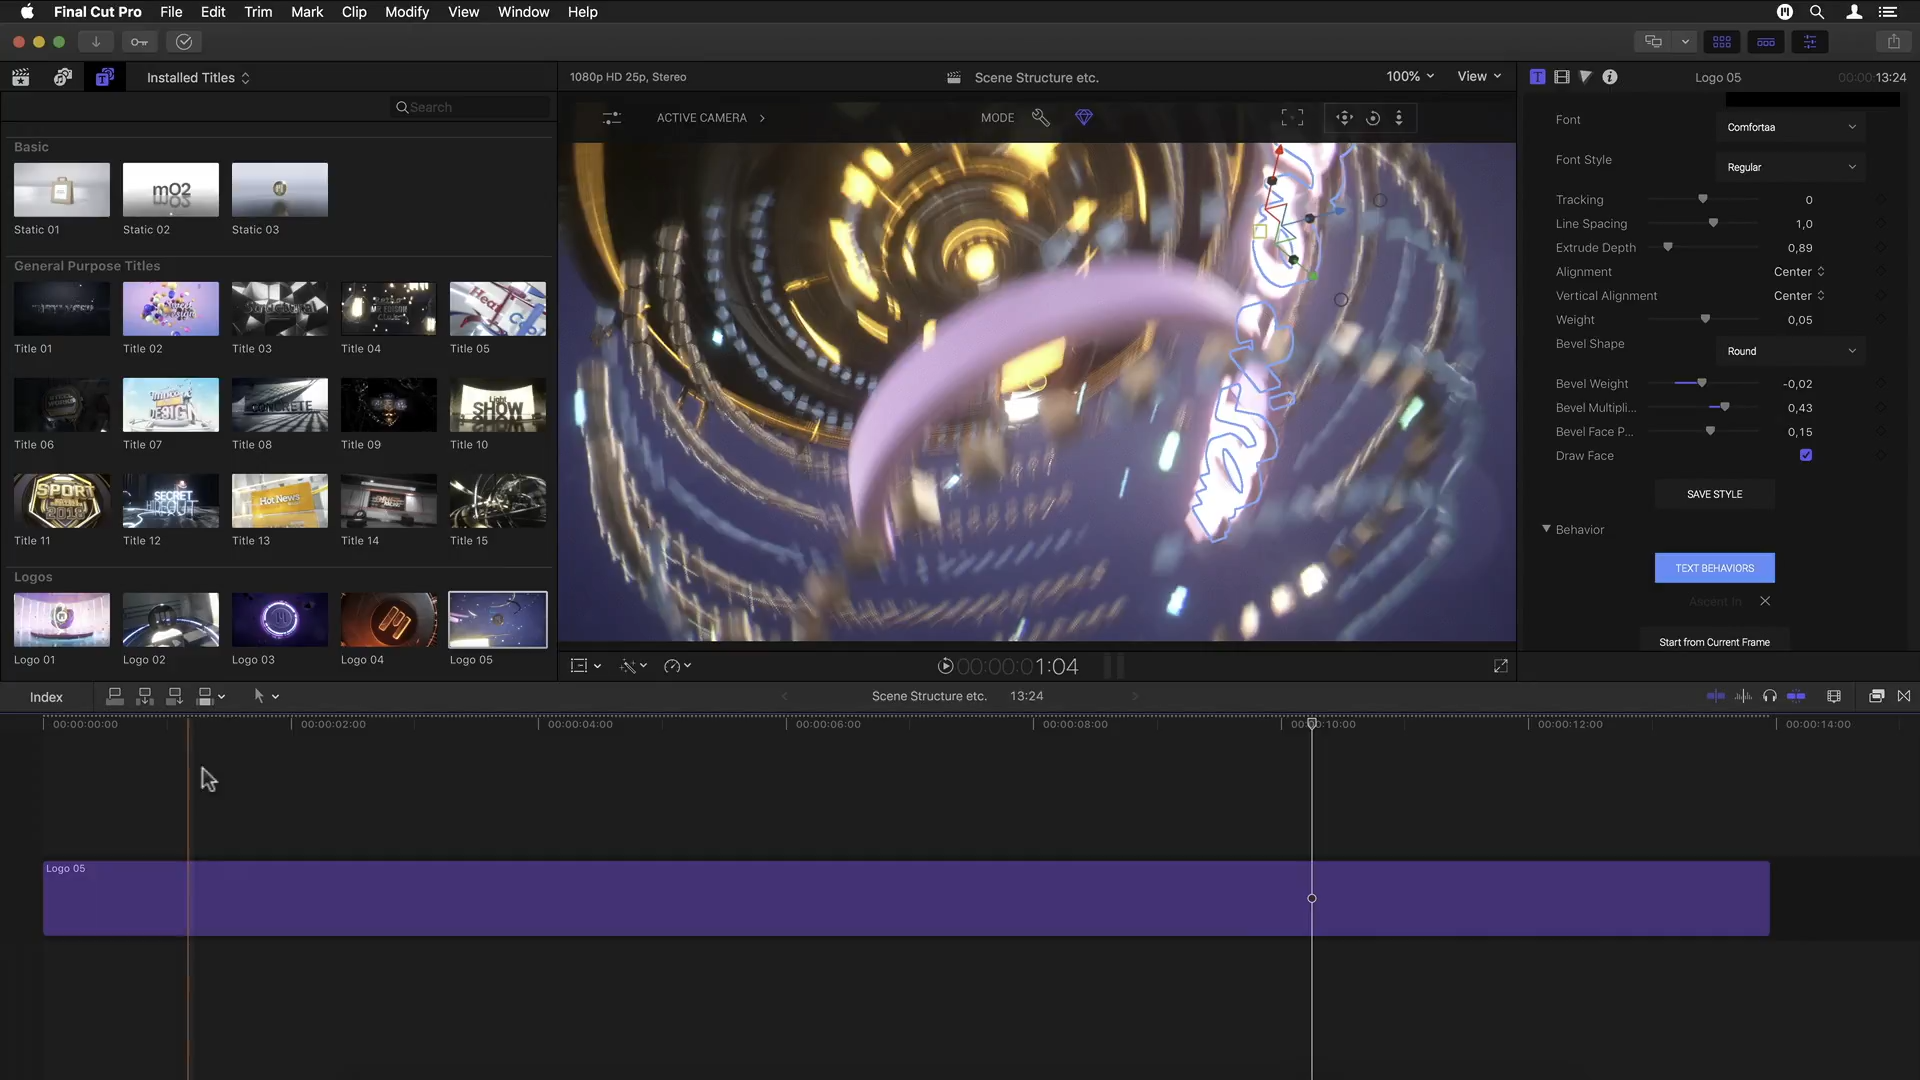 Final Cut Pro File Edit Trim Mark Clip Modify View Window Help
Installed Titles
Search
Basic
Static 01 Static 02 Static 03
General Purpose Titles
Title 01 Title 02 Title 03 Title 04 Title 05
Title 06 Title 07 Title 08 Title 09 Title 10
Title 11 Title 12 Title 13 Title 14 Title 15
Logos
Logo 01 Logo 02 Logo 03 Logo 04 Logo 05
1080p HD 25p, Stereo
Scene Structure etc.
100% View
ACTIVE CAMERA
MODE
00:00:01:04
Logo 05
00:00:13:24
Font Comfortaa
Font Style Regular
Tracking 0
Line Spacing 1,0
Extrude Depth 0,89
Alignment Center
Vertical Alignment Center
Weight 0,05
Bevel Shape Round
Bevel Weight -0,02
Bevel Multipli... 0,43
Bevel Face P... 0,15
Draw Face
SAVE STYLE
Behavior
TEXT BEHAVIORS
Ascent In
Start from Current Frame
Index
Scene Structure etc. 13:24
00:00:00:00 00:00:02:00 00:00:04:00 00:00:06:00 00:00:08:00 00:00:10:00 00:00:12:00 00:00:14:00
Logo 05